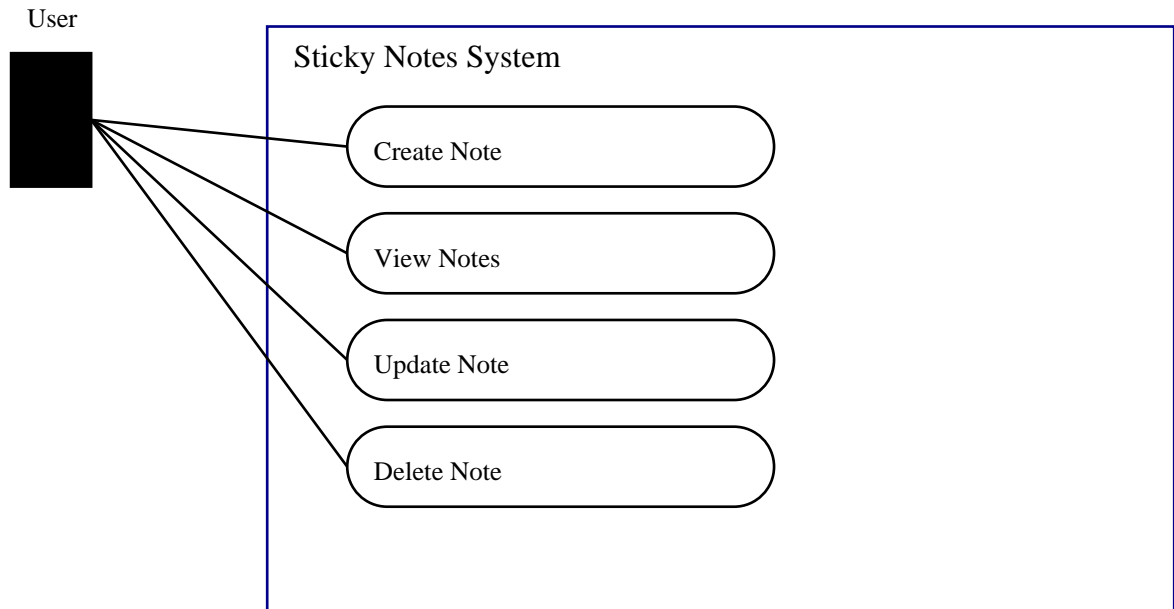 User
Sticky Notes System
Create Note
View Notes
Update Note
Delete Note